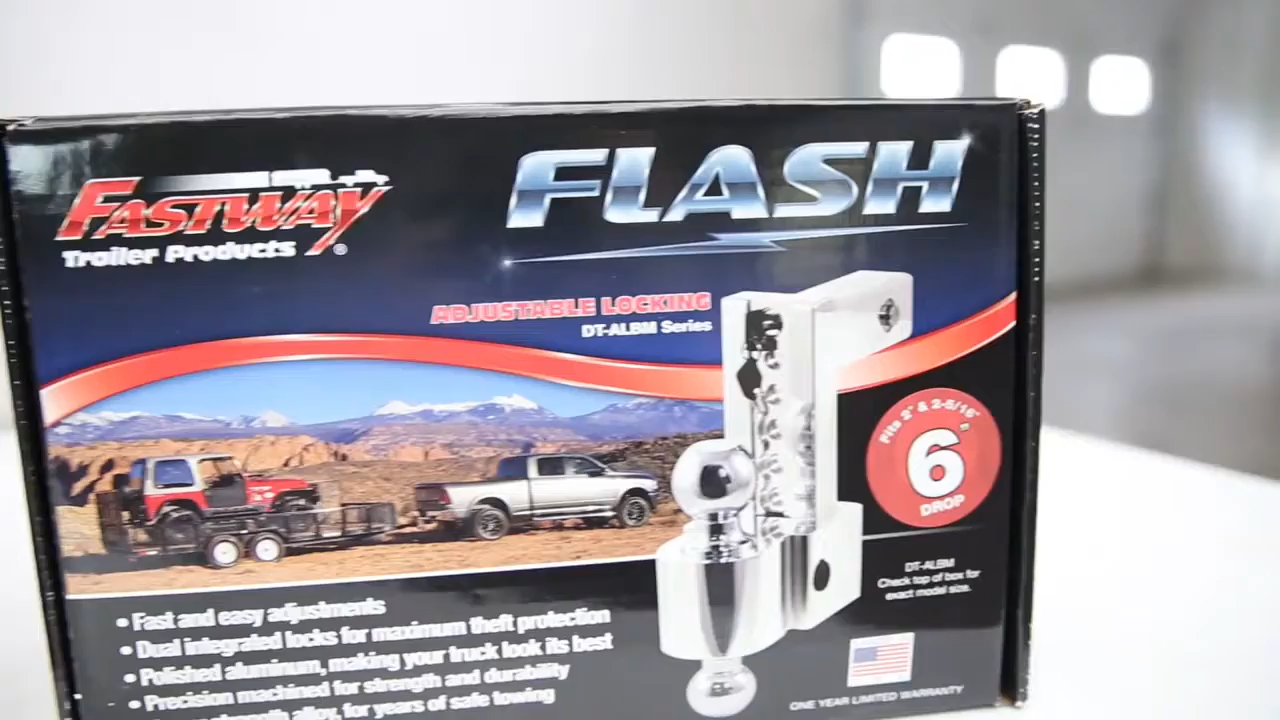 FASTWAY
Trailer Products®
FLASH
ADJUSTABLE LOCKING
DT-ALBM Series
Fits 2" & 2-5/16"
6"
DROP
DT-ALBM
Check top of box for
exact model size.
• Fast and easy adjustments
• Dual integrated locks for maximum theft protection
• Polished aluminum, making your truck look its best
• Precision machined for strength and durability
alloy, for years of safe towing
ONE YEAR LIMITED WARRANTY